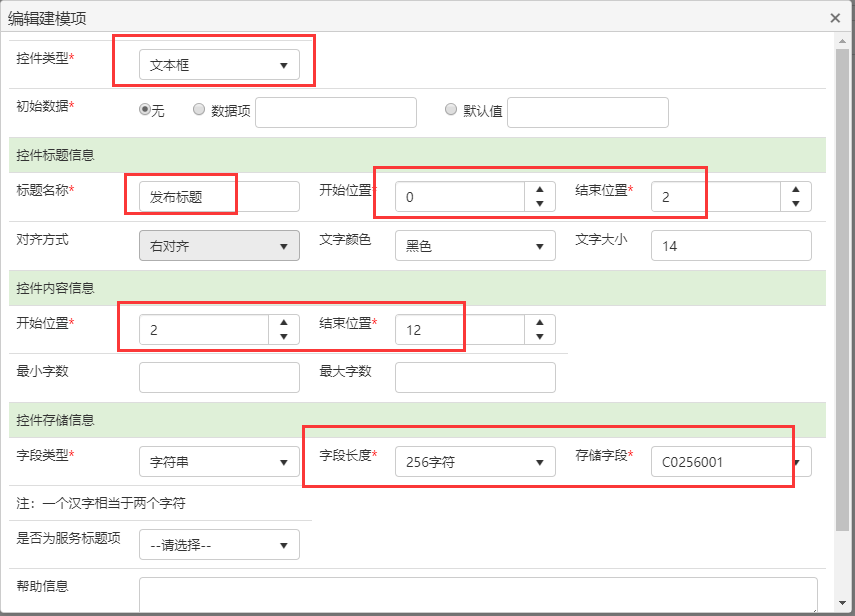 编辑建模项 ×
控件类型* 文本框
初始数据* 无 数据项 默认值
控件标题信息
标题名称* 发布标题 开始位置* 0 结束位置* 2
对齐方式 右对齐 文字颜色 黑色 文字大小 14
控件内容信息
开始位置* 2 结束位置* 12
最小字数 最大字数
控件存储信息
字段类型* 字符串 字段长度* 256字符 存储字段* C0256001
注：一个汉字相当于两个字符
是否为服务标题项 --请选择--
帮助信息